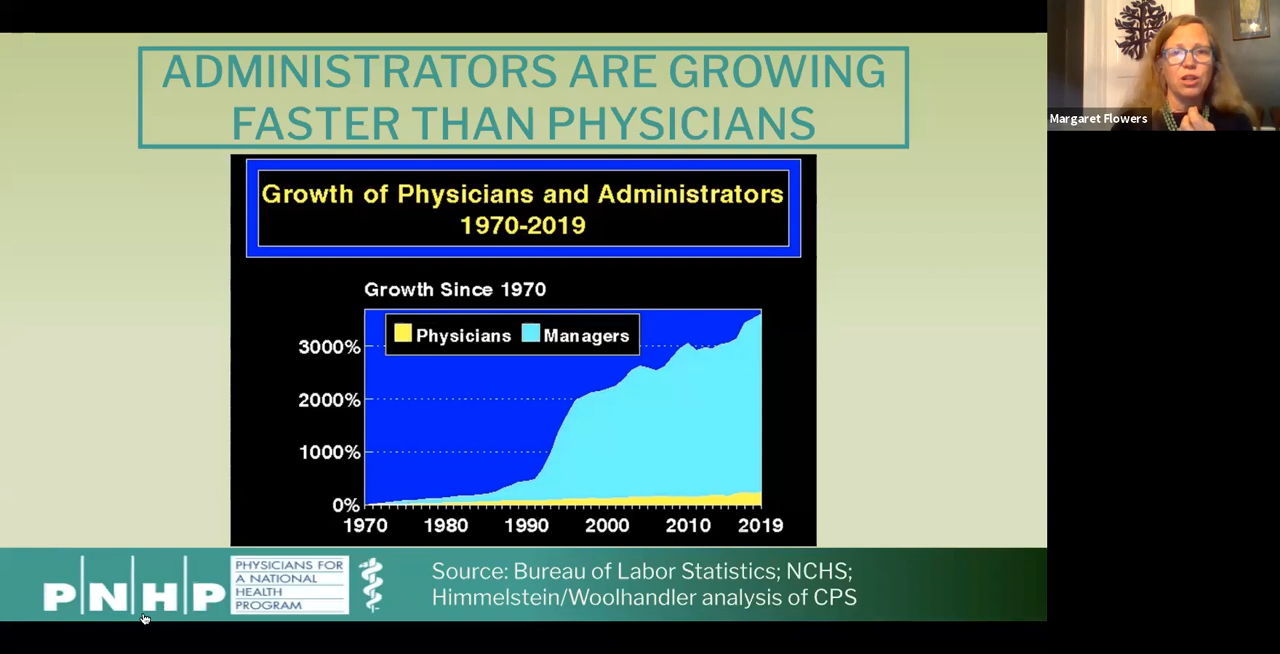 ADMINISTRATORS ARE GROWING
FASTER THAN PHYSICIANS
Growth of Physicians and Administrators
1970-2019
Growth Since 1970
Physicians Managers
3000%
2000%
1000%
0%
1970 1980 1990 2000 2010 2019
PNHP
PHYSICIANS FOR
A NATIONAL
HEALTH
PROGRAM
Source: Bureau of Labor Statistics; NCHS;
Himmelstein/Woolhandler analysis of CPS
Margaret Flowers